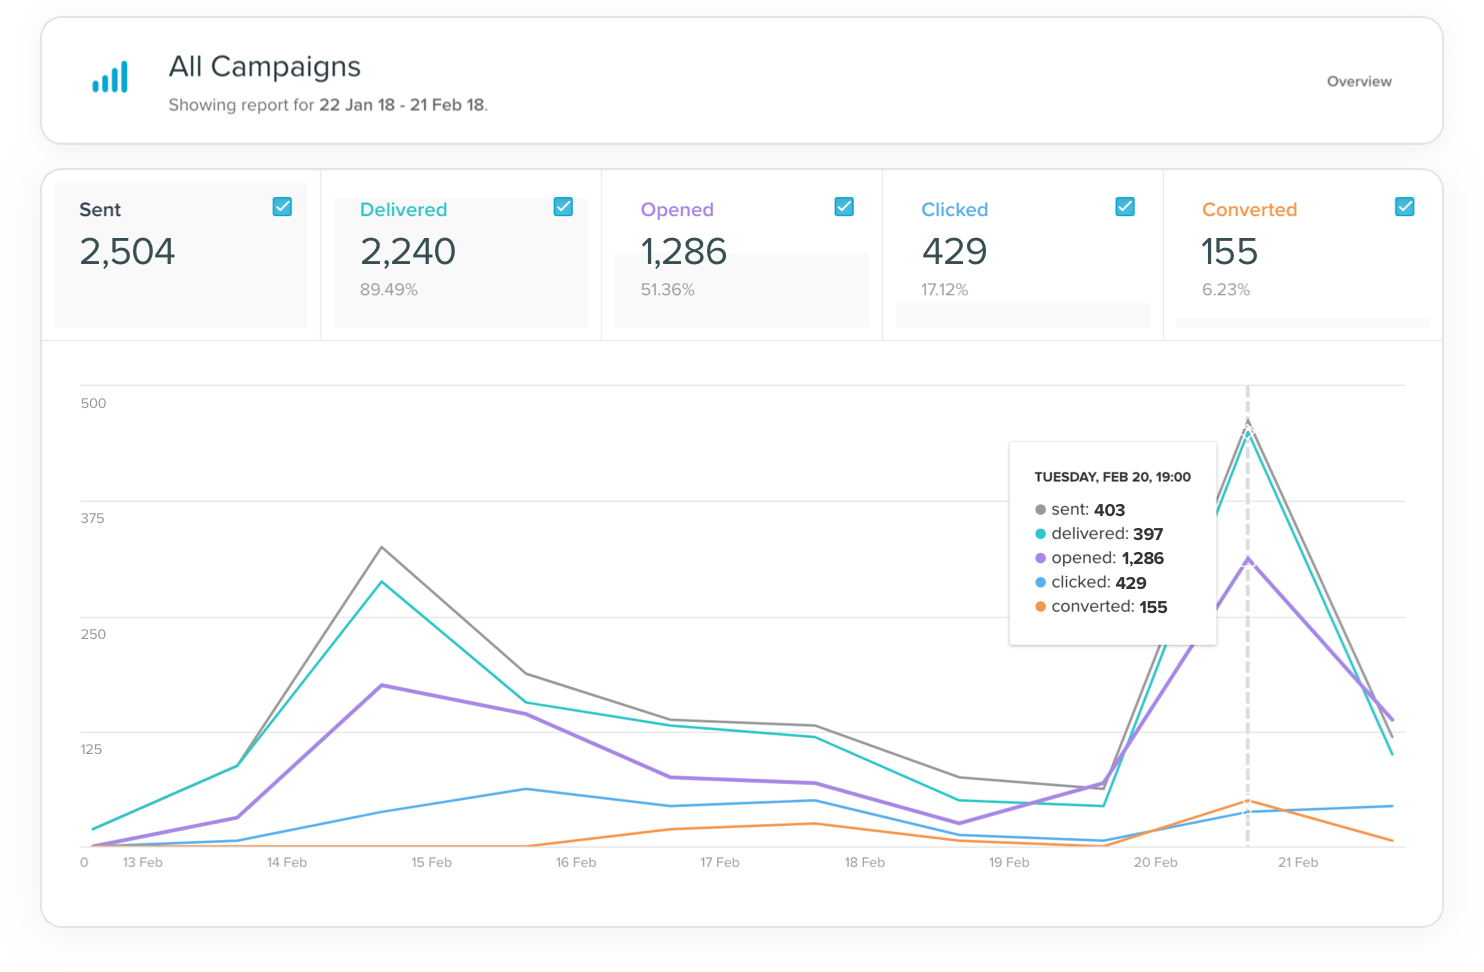 All Campaigns
Showing report for 22 Jan 18 - 21 Feb 18.
Overview
Sent
2,504
Delivered
2,240
89.49%
Opened
1,286
51.36%
Clicked
429
17.12%
Converted
155
6.23%
500
375
250
125
TUESDAY, FEB 20, 19:00
sent: 403
delivered: 397
opened: 1,286
clicked: 429
converted: 155
0 13 Feb 14 Feb 15 Feb 16 Feb 17 Feb 18 Feb 19 Feb 20 Feb 21 Feb